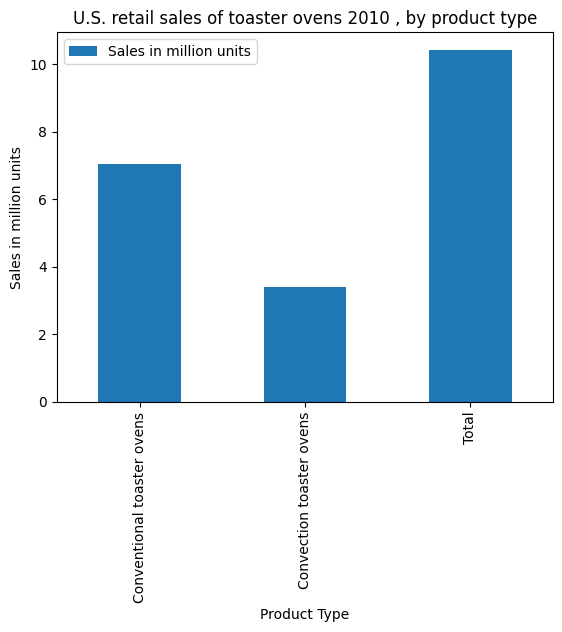 U.S. retail sales of toaster ovens 2010 , by product type
Sales in million units
Sales in million units
10
8
6
4
2
0
Conventional toaster ovens
Convection toaster ovens
Total
Product Type